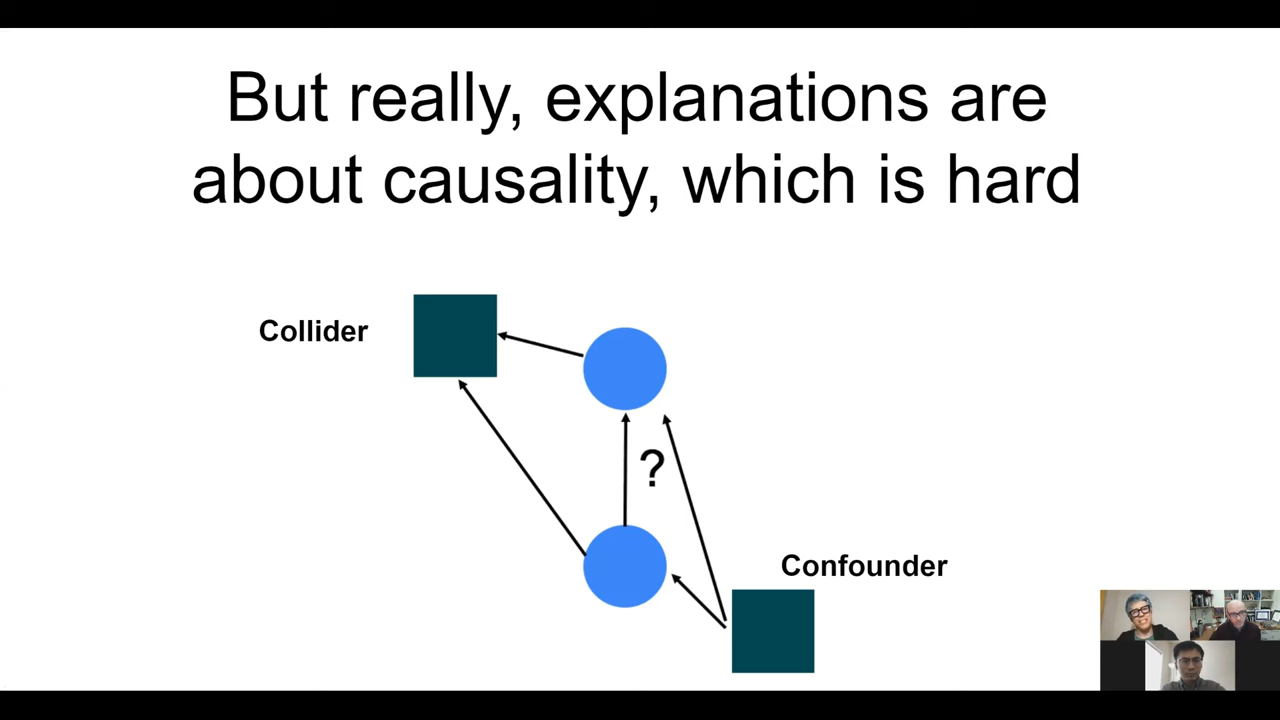 But really, explanations are
about causality, which is hard
Collider
?
Confounder